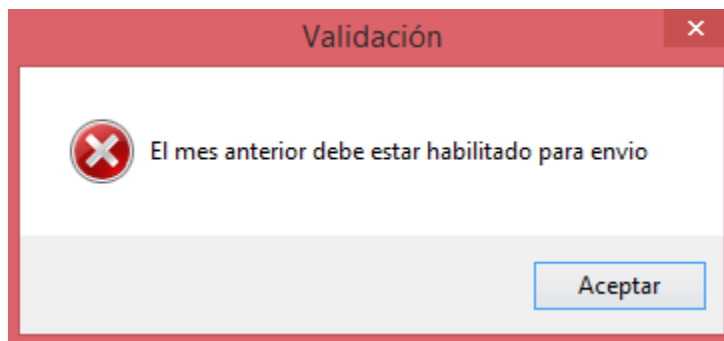 Validación
El mes anterior debe estar habilitado para envio
Aceptar